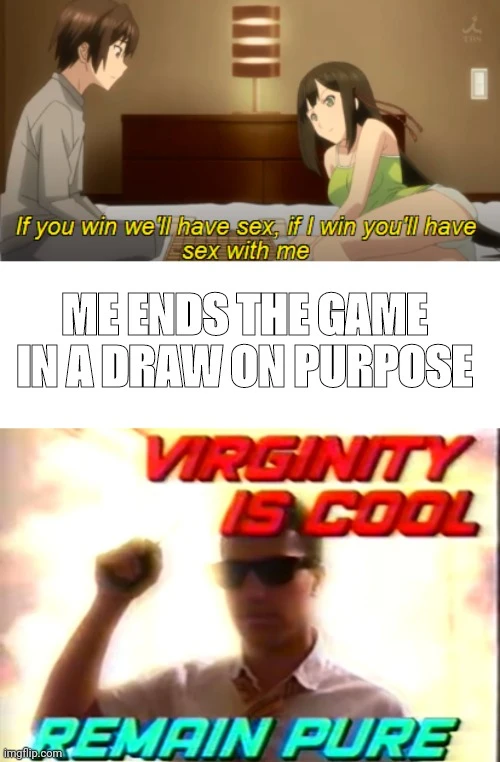 TBS
If you win we'll have sex, if I win you'll have
sex with me
ME ENDS THE GAME
IN A DRAW ON PURPOSE
VIRGINITY
IS COOL
REMAIN PURE
imgflip.com